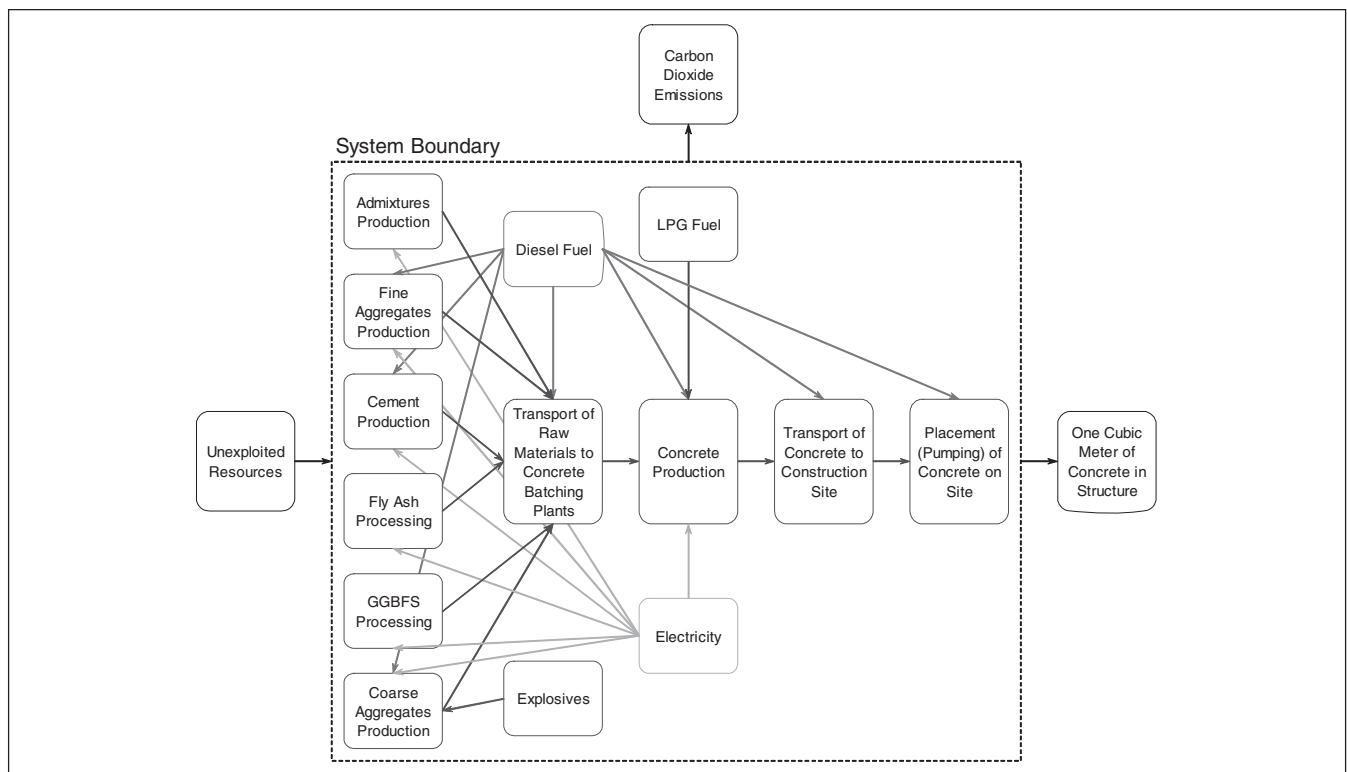 Carbon
Dioxide
Emissions
System Boundary
Admixtures
Production
Diesel Fuel
LPG Fuel
Fine
Aggregates
Production
Cement
Production
Fly Ash
Processing
GGBFS
Processing
Coarse
Aggregates
Production
Unexploited
Resources
Transport of
Raw
Materials to
Concrete
Batching
Plants
Concrete
Production
Transport of
Concrete to
Construction
Site
Placement
(Pumping) of
Concrete on
Site
One Cubic
Meter of
Concrete in
Structure
Electricity
Explosives